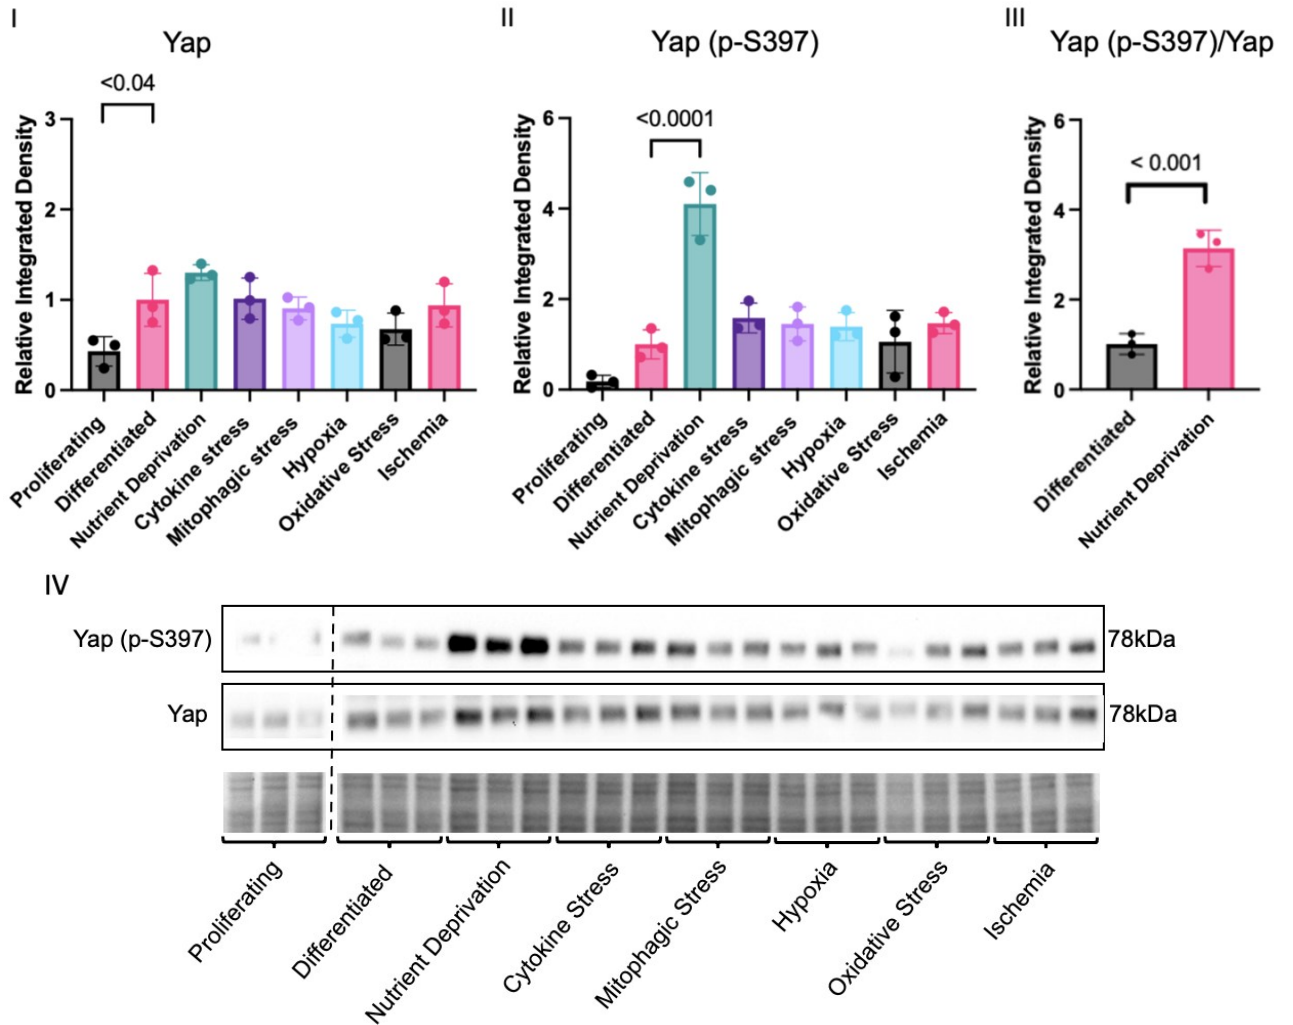 I
Yap
<0.04
Relative Integrated Density
3
2
1
0
Proliferating
Differentiated
Nutrient Deprivation
Cytokine stress
Mitophagic stress
Hypoxia
Oxidative Stress
Ischemia
II
Yap (p-S397)
<0.0001
Relative Integrated Density
6
4
2
0
Proliferating
Differentiated
Nutrient Deprivation
Cytokine stress
Mitophagic stress
Hypoxia
Oxidative Stress
Ischemia
III
Yap (p-S397)/Yap
< 0.001
Relative Integrated Density
6
4
2
0
Differentiated
Nutrient Deprivation
IV
Yap (p-S397)
78kDa
Yap
78kDa
Proliferating
Differentiated
Nutrient Deprivation
Cytokine Stress
Mitophagic Stress
Hypoxia
Oxidative Stress
Ischemia